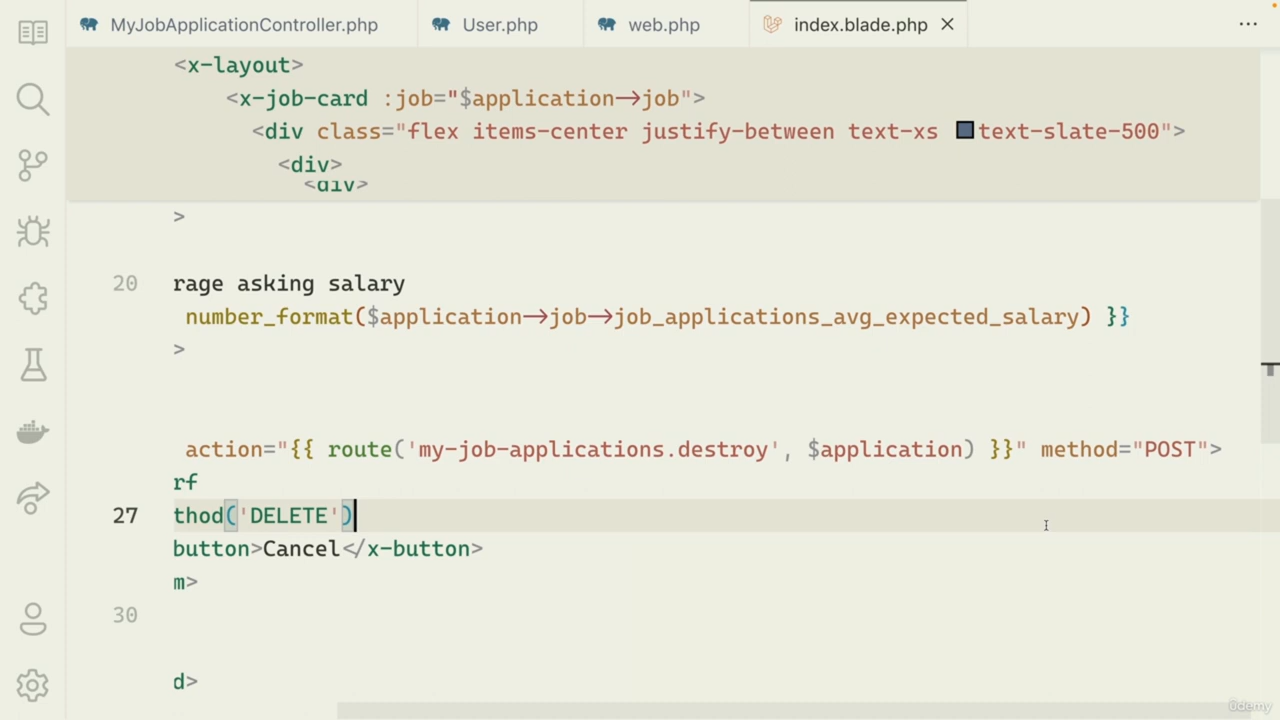 MyJobApplicationController.php User.php web.php index.blade.php
<x-layout>
<x-job-card :job="$application->job">
<div class="flex items-center justify-between text-xs text-slate-500">
<div>
<div>
>
20 rage asking salary
number_format($application->job->job_applications_avg_expected_salary) }}
>
action="{{ route('my-job-applications.destroy', $application) }}" method="POST">
rf
27 thod('DELETE')
button>Cancel</x-button>
m>
30
d>
ûdemy